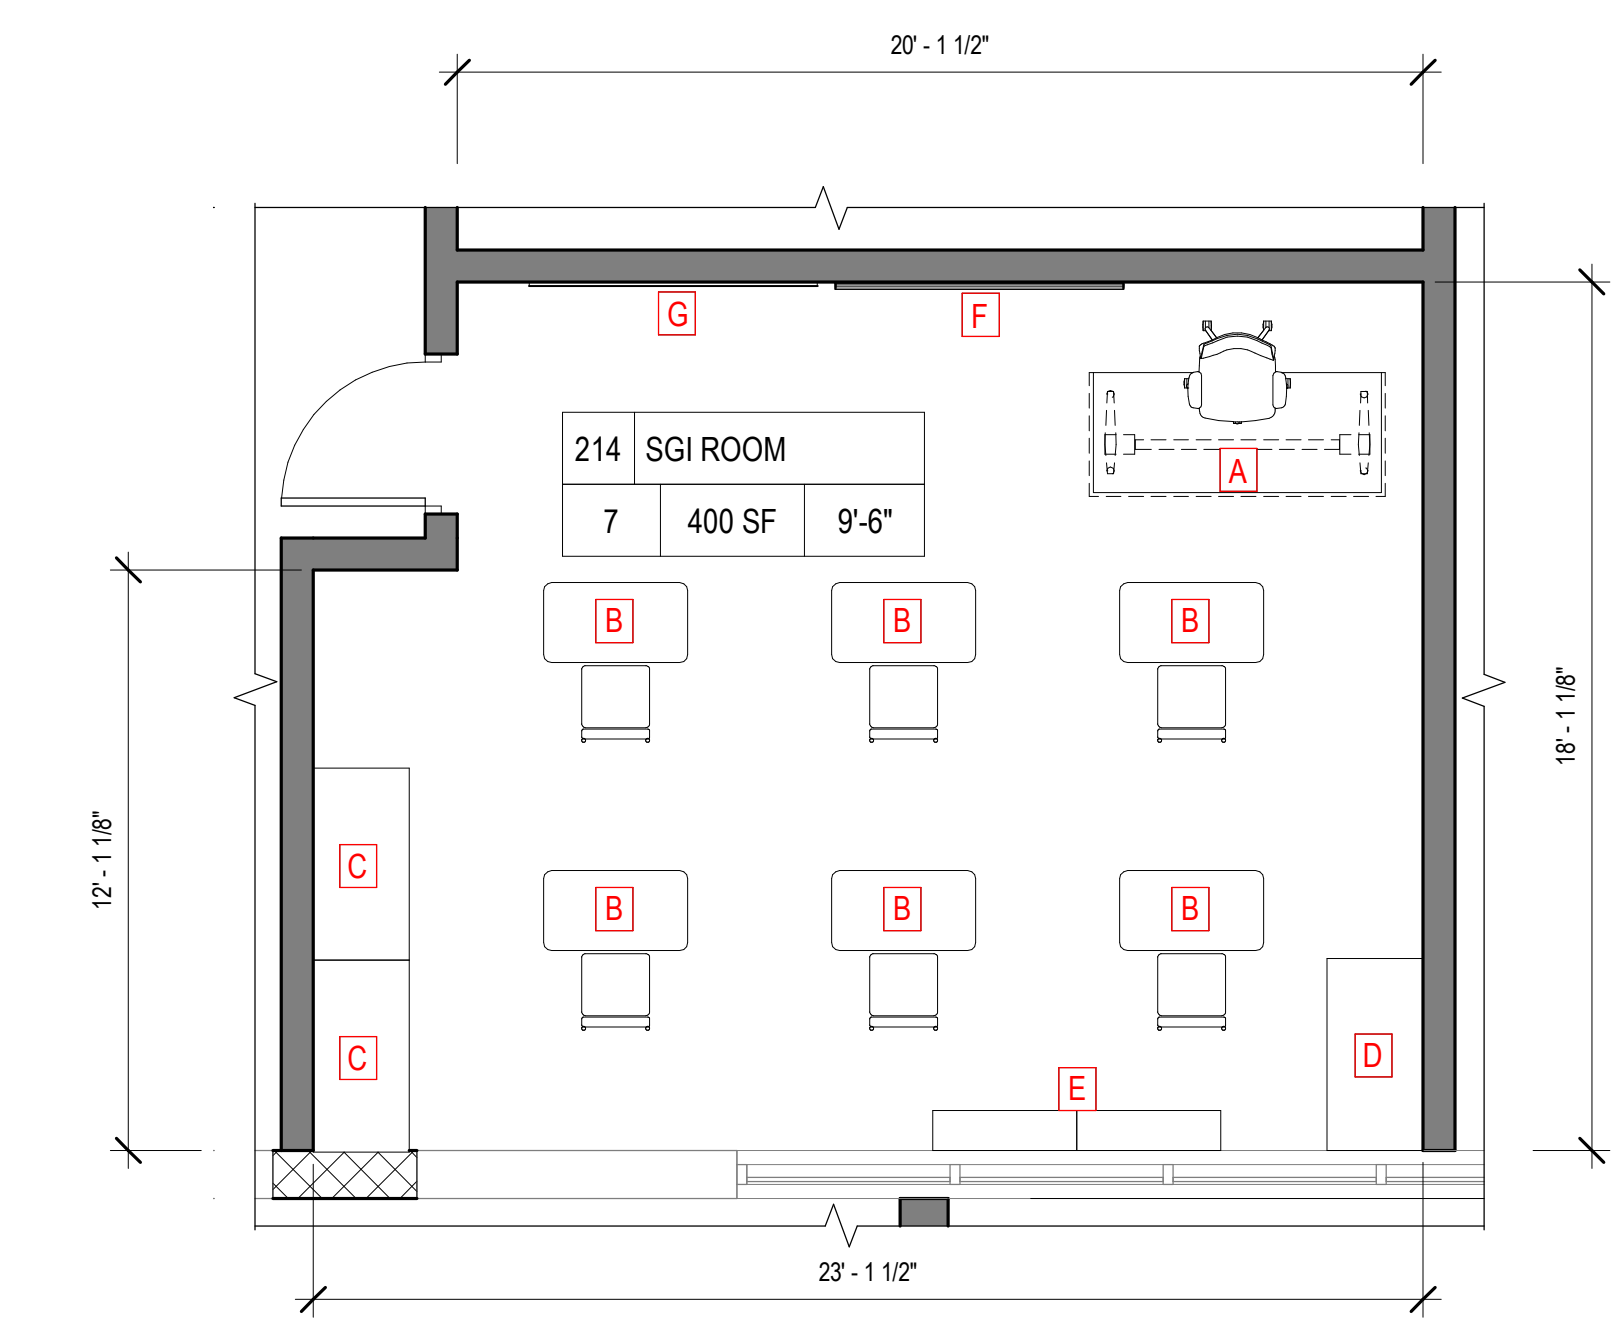 20' - 1 1/2"
G
F
A
214 SGI ROOM
7 400 SF 9'-6"
B B B
18' - 1 1/8"
12' - 1 1/8"
C
B B B
C
D
E
23' - 1 1/2"